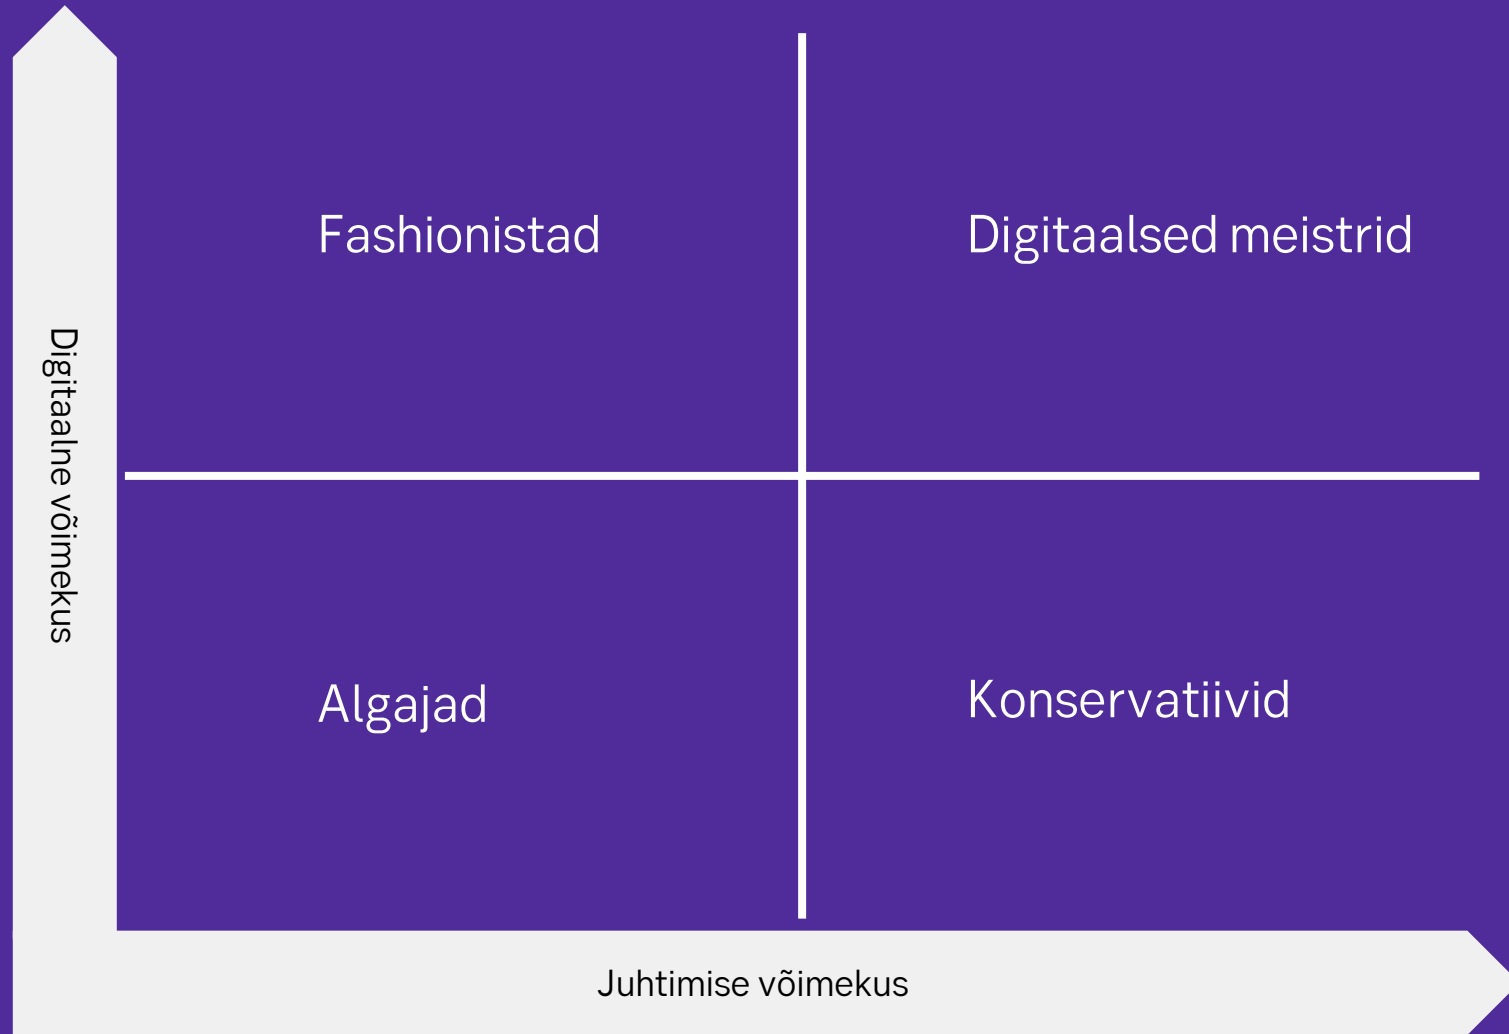 Fashionistad
Digitaalsed meistrid
Digitaalne võimekus
Algajad
Konservatiivid
Juhtimise võimekus